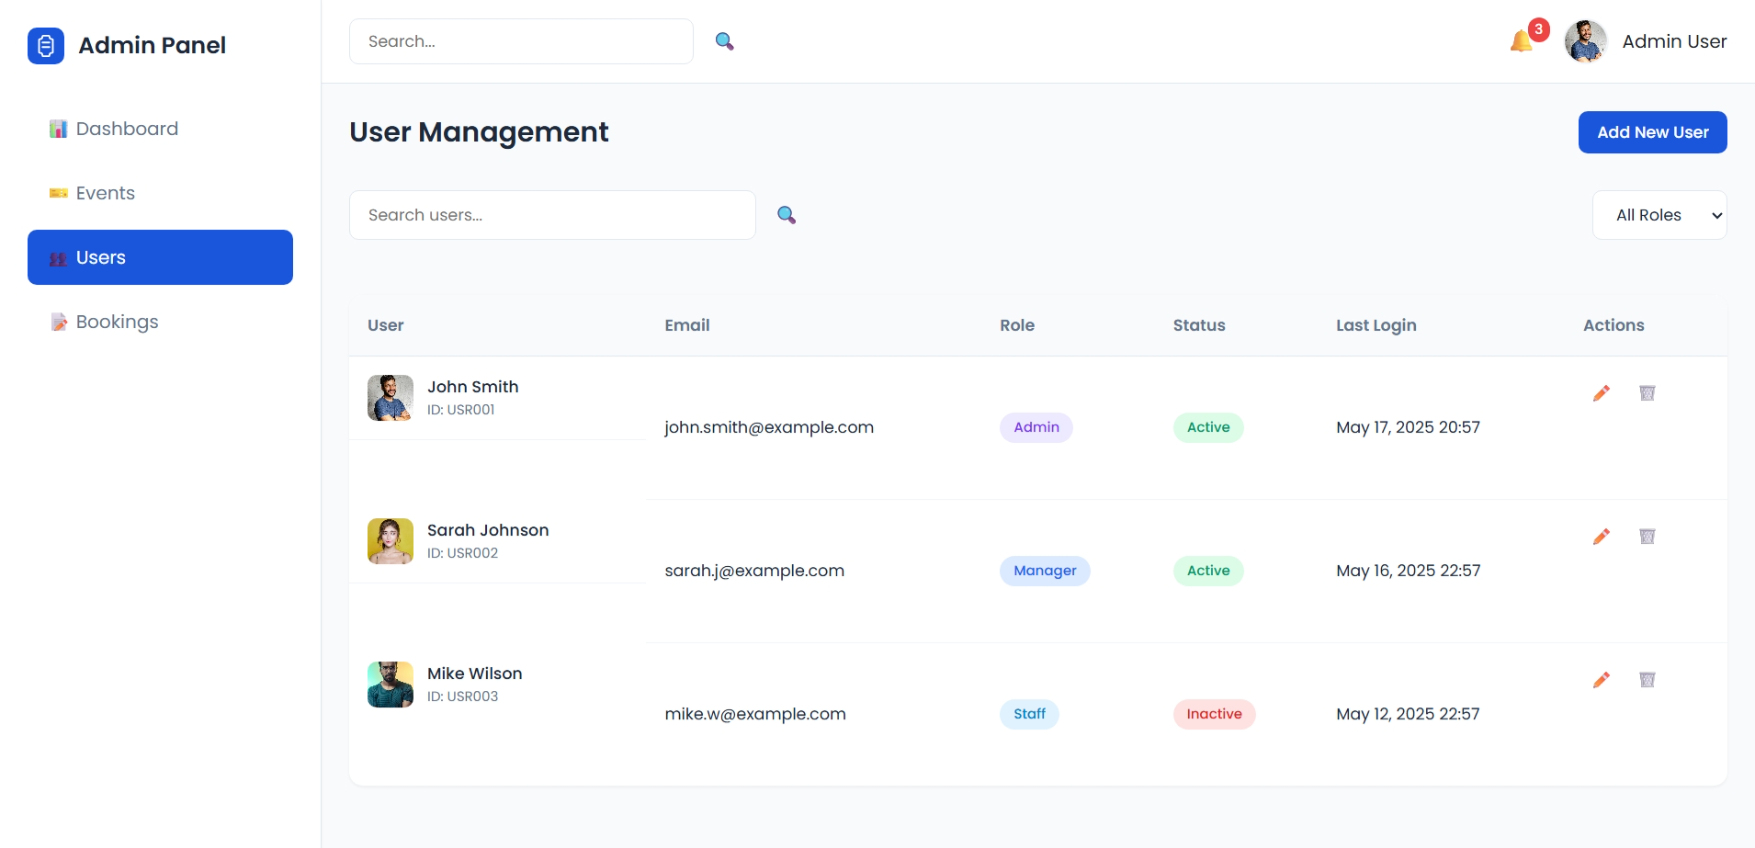 Admin Panel
Search...
3
Admin User
Dashboard
Events
Users
Bookings
User Management
Add New User
Search users...
All Roles
User Email Role Status Last Login Actions
John Smith
ID: USR001
john.smith@example.com Admin Active May 17, 2025 20:57
Sarah Johnson
ID: USR002
sarah.j@example.com Manager Active May 16, 2025 22:57
Mike Wilson
ID: USR003
mike.w@example.com Staff Inactive May 12, 2025 22:57